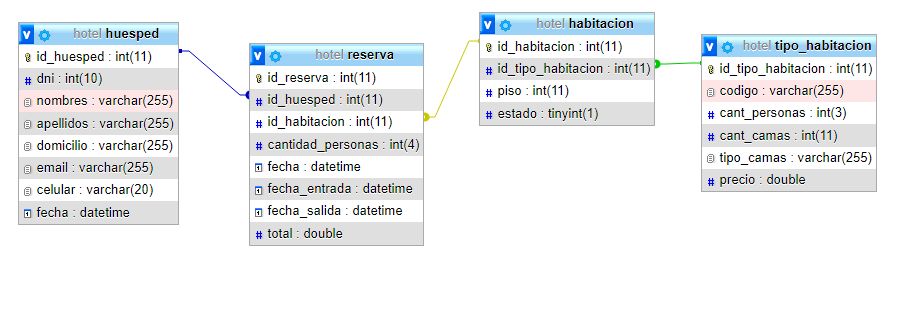 hotel huesped
id_huesped : int(11)
dni : int(10)
nombres : varchar(255)
apellidos : varchar(255)
domicilio : varchar(255)
email : varchar(255)
celular : varchar(20)
fecha : datetime
hotel reserva
id_reserva : int(11)
id_huesped : int(11)
id_habitacion : int(11)
cantidad_personas : int(4)
fecha : datetime
fecha_entrada : datetime
fecha_salida : datetime
total : double
hotel habitacion
id_habitacion : int(11)
id_tipo_habitacion : int(11)
piso : int(11)
estado : tinyint(1)
hotel tipo_habitacion
id_tipo_habitacion : int(11)
codigo : varchar(255)
cant_personas : int(3)
cant_camas : int(11)
tipo_camas : varchar(255)
precio : double